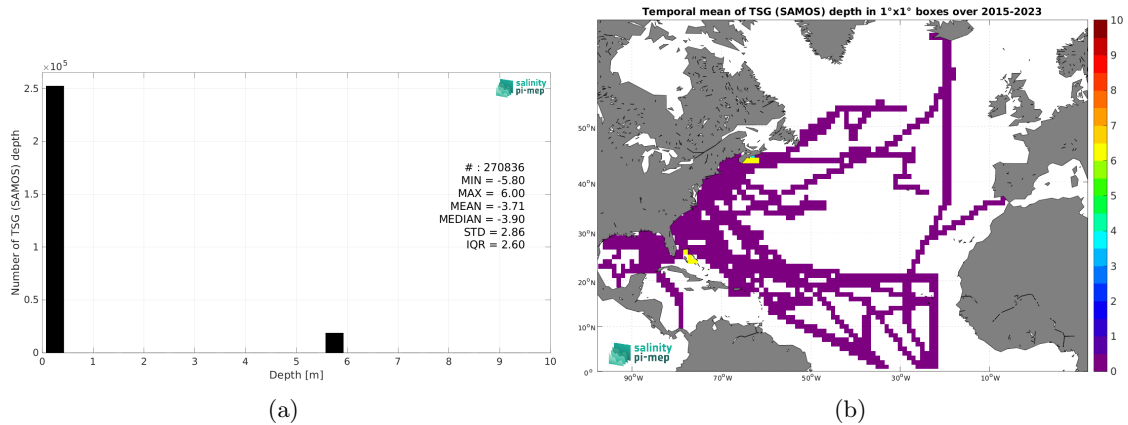 ×10⁵
2.5
2
1.5
1
0.5
0
0 1 2 3 4 5 6 7 8 9 10
Number of TSG (SAMOS) depth
Depth [m]
salinity
pi-mep
# : 270836
MIN = -5.80
MAX = 6.00
MEAN = -3.71
MEDIAN = -3.90
STD = 2.86
IQR = 2.60
(a)
Temporal mean of TSG (SAMOS) depth in 1°x1° boxes over 2015-2023
50°N
40°N
30°N
20°N
10°N
0°
90°W 70°W 50°W 30°W 10°W
salinity
pi-mep
10
9
8
7
6
5
4
3
2
1
0
(b)